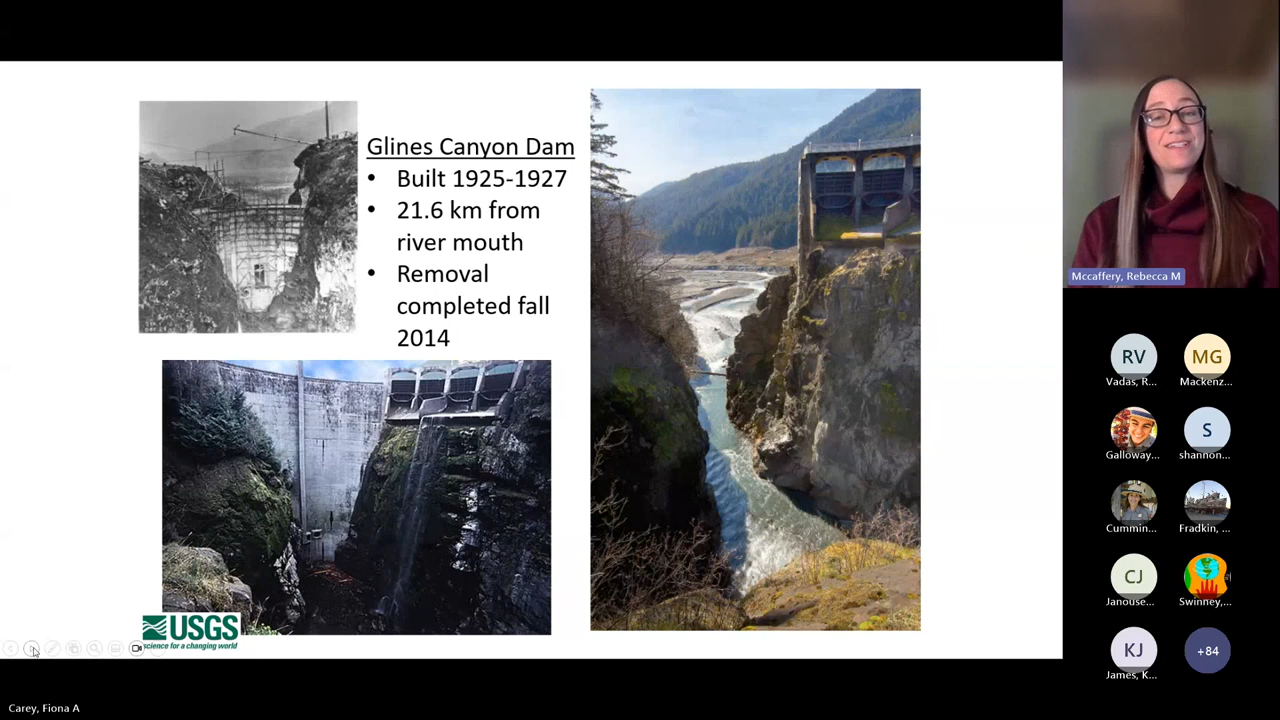 Glines Canyon Dam
• Built 1925-1927
• 21.6 km from
river mouth
• Removal
completed fall
2014
USGS
science for a changing world
Mccaffery, Rebecca M
RV
Vadas, R...
MG
Mackenz...
Galloway...
S
shannon...
Cummin...
Fradkin, ...
CJ
Janouse...
Swinney,...
KJ
James, K...
+84
Carey, Fiona A